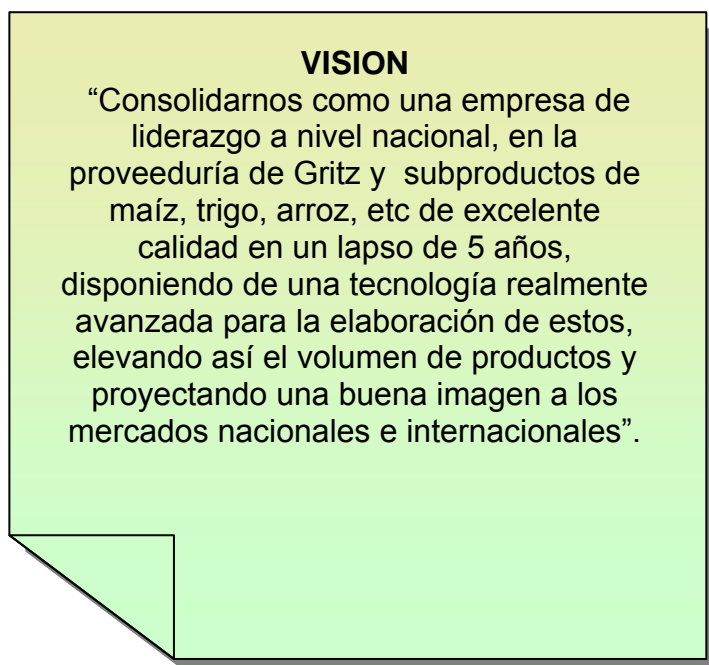 VISION
“Consolidarnos como una empresa de
liderazgo a nivel nacional, en la
proveeduría de Gritz y  subproductos de
maíz, trigo, arroz, etc de excelente
calidad en un lapso de 5 años,
disponiendo de una tecnología realmente
avanzada para la elaboración de estos,
elevando así el volumen de productos y
proyectando una buena imagen a los
mercados nacionales e internacionales”.